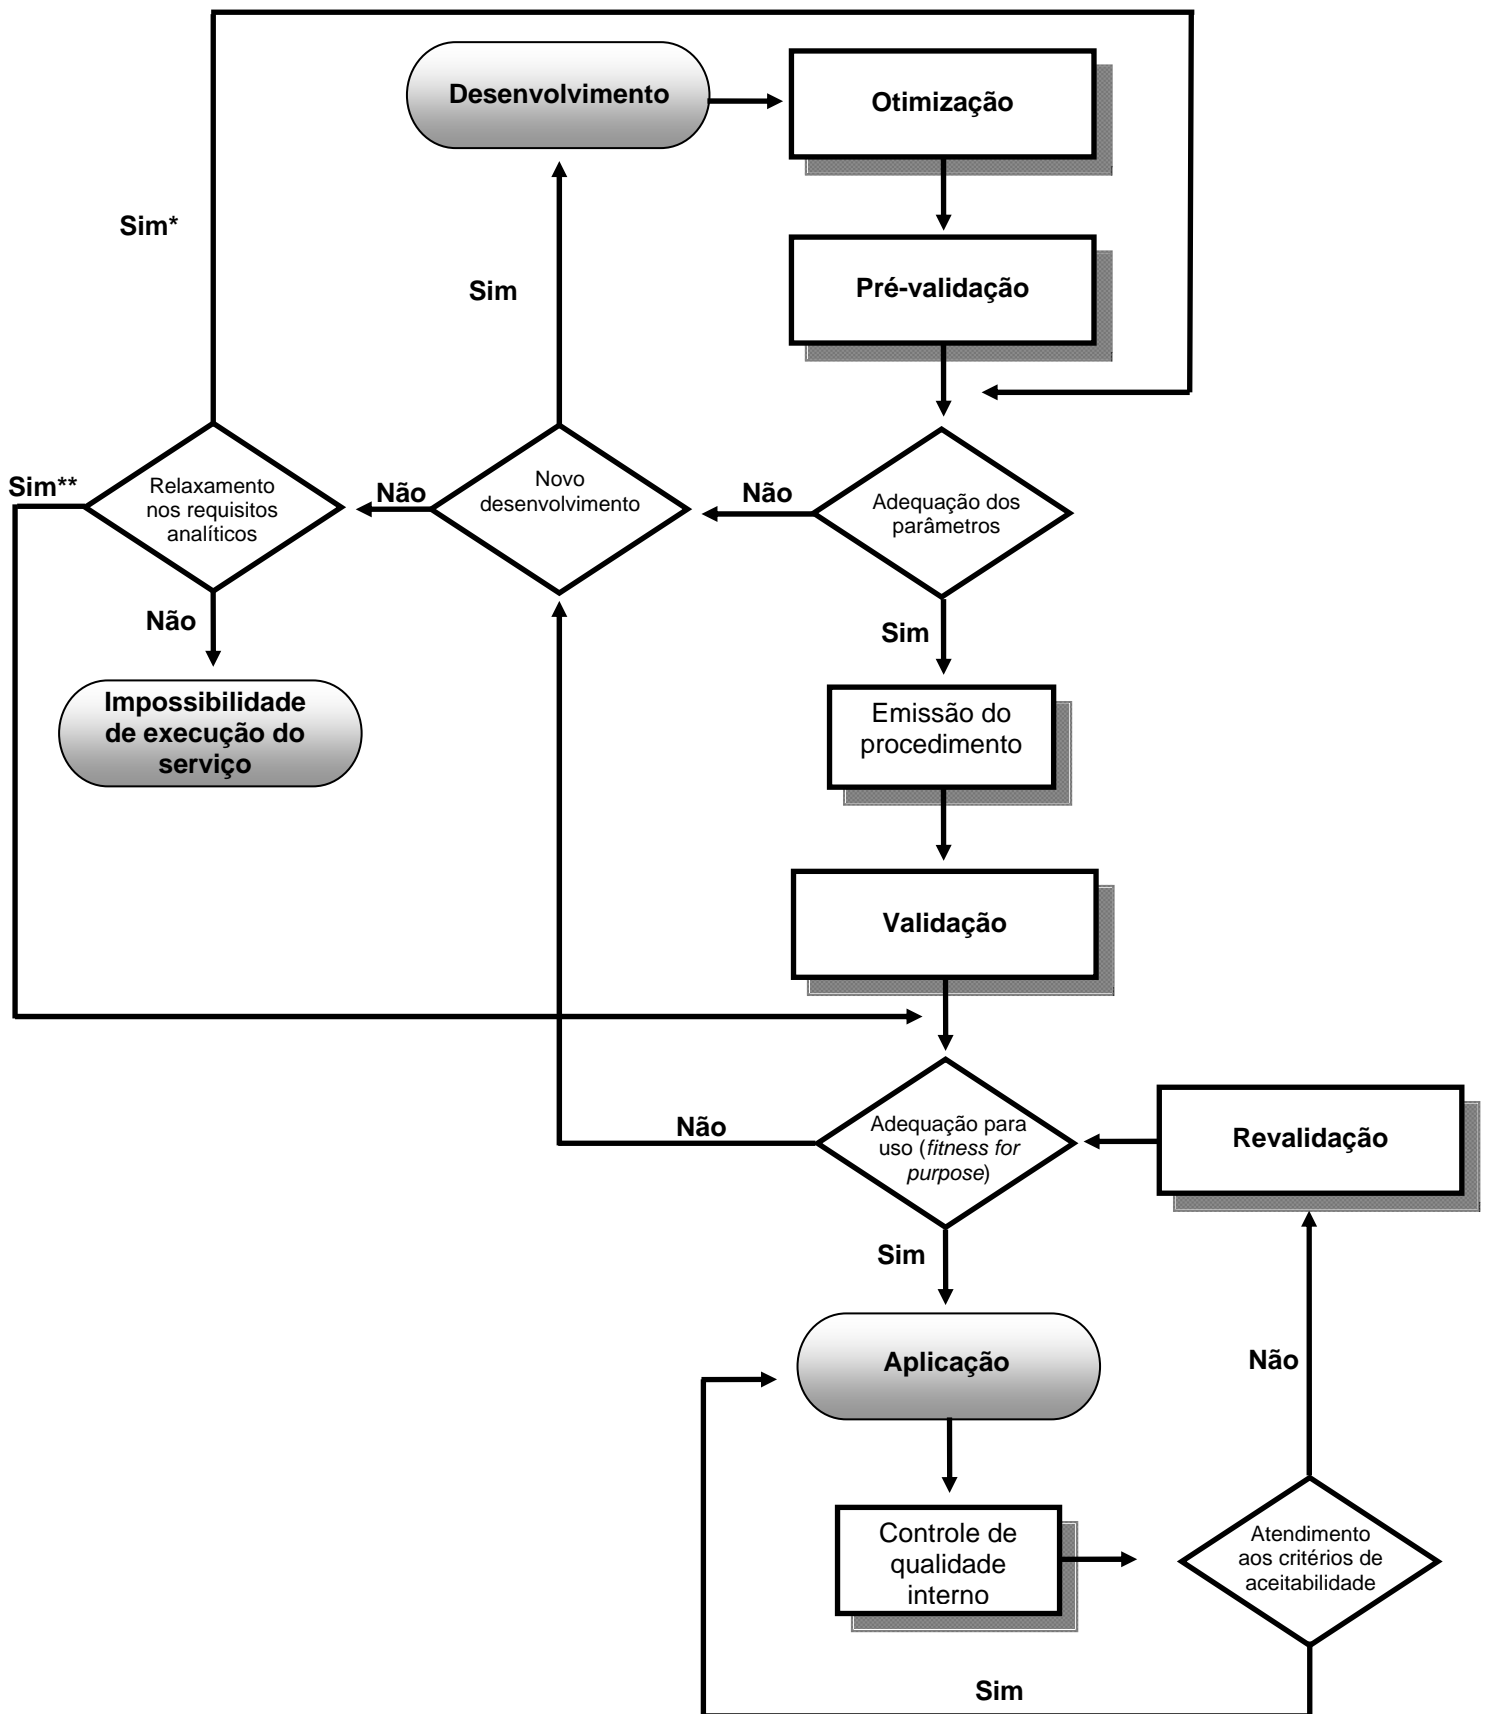 Desenvolvimento
Otimização
Sim*
Sim
Pré-validação
Sim**
Relaxamento
nos requisitos
analíticos
Não
Novo
desenvolvimento
Não
Adequação dos
parâmetros
Não
Sim
Impossibilidade
de execução do
serviço
Emissão do
procedimento
Validação
Não
Adequação para
uso (fitness for
purpose)
Revalidação
Sim
Aplicação
Não
Controle de
qualidade
interno
Atendimento
aos critérios de
aceitabilidade
Sim